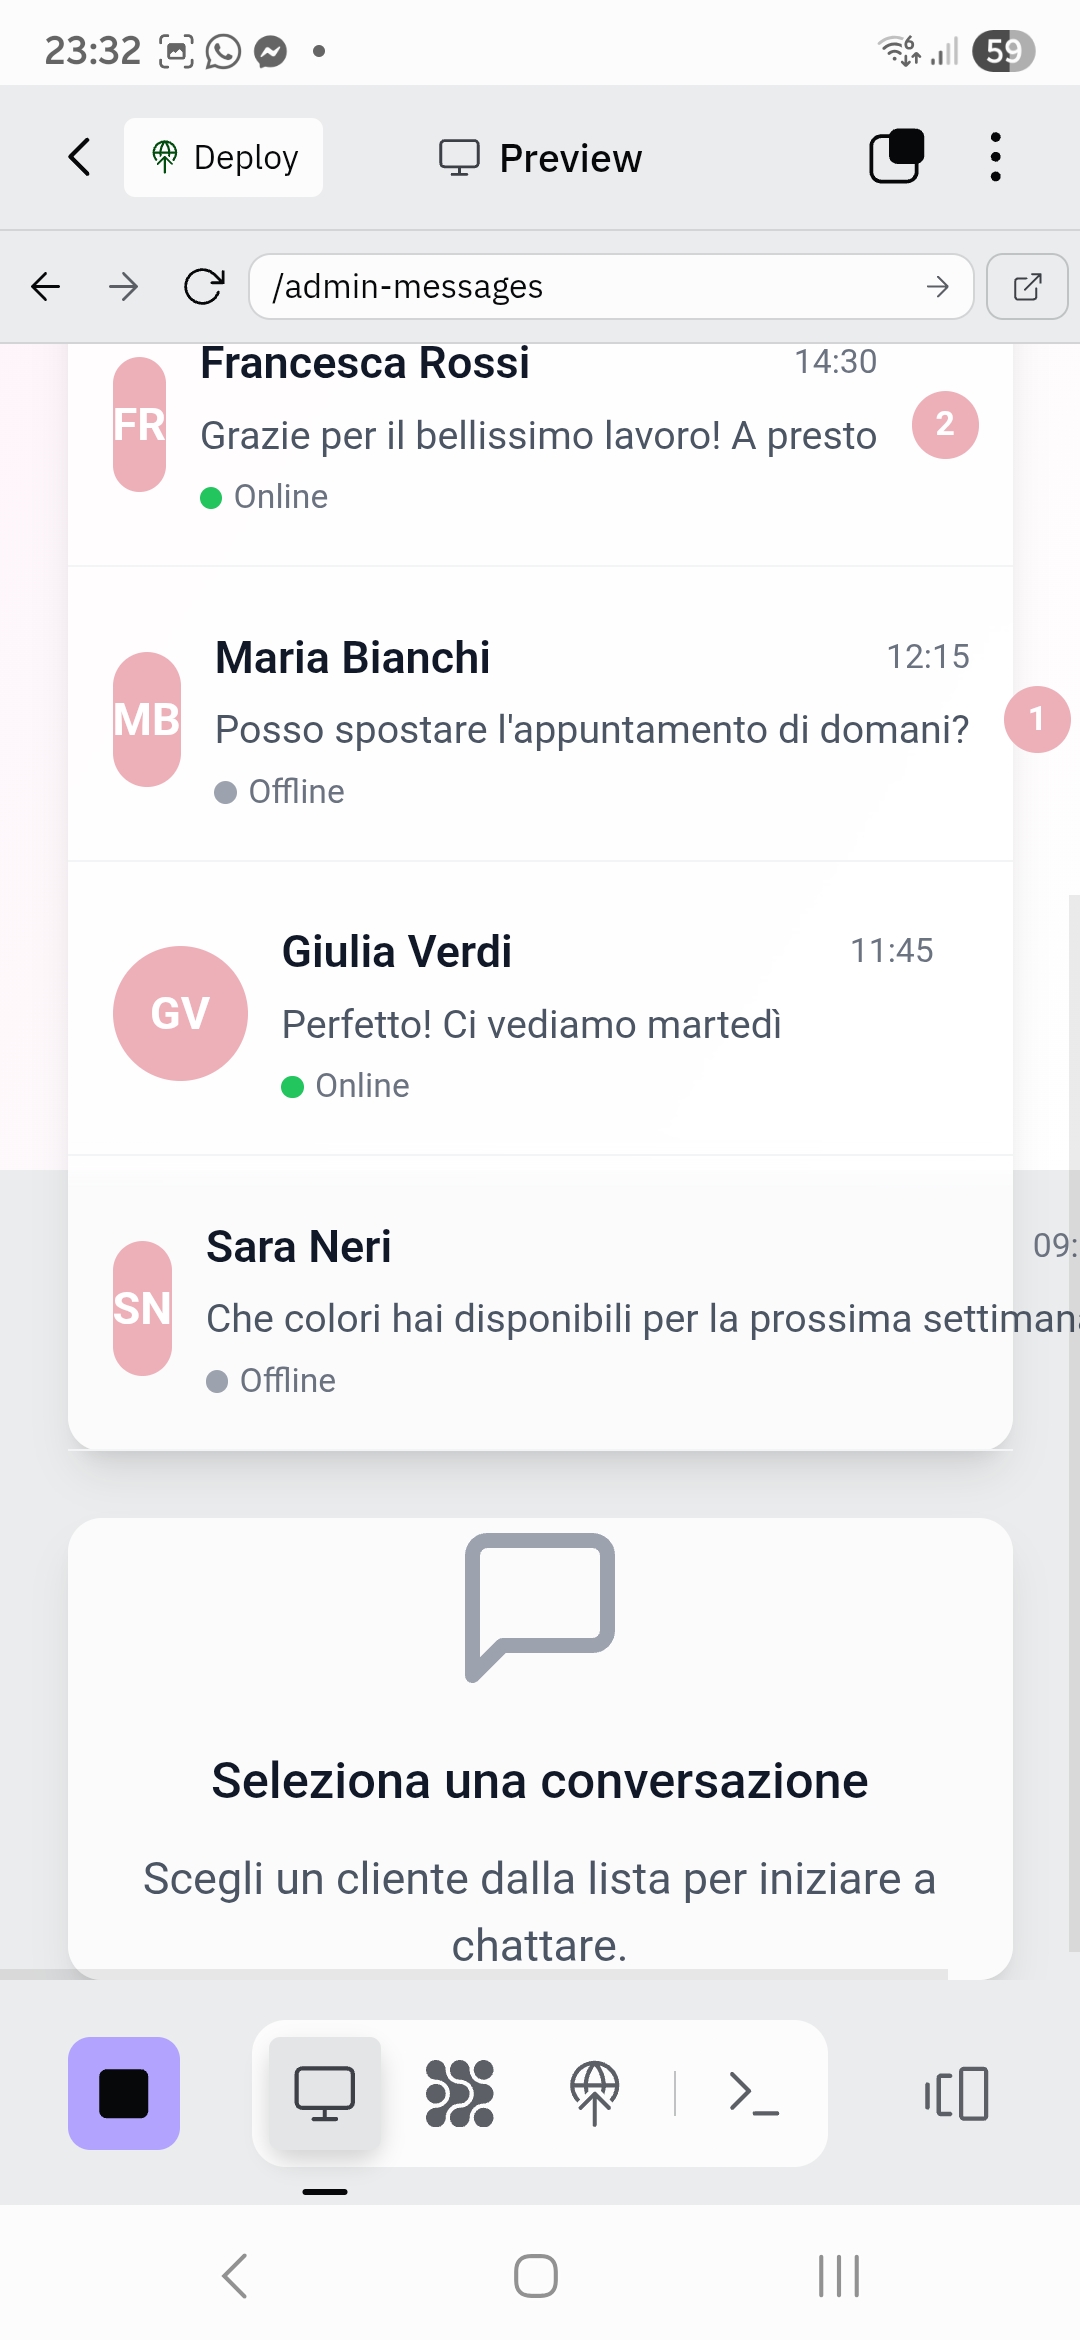 23:32
59
Deploy
Preview
/admin-messages
FR
Francesca Rossi
14:30
Grazie per il bellissimo lavoro! A presto
2
Online
MB
Maria Bianchi
12:15
Posso spostare l'appuntamento di domani?
1
Offline
GV
Giulia Verdi
11:45
Perfetto! Ci vediamo martedì
Online
SN
Sara Neri
09:
Che colori hai disponibili per la prossima settimana
Offline
Seleziona una conversazione
Scegli un cliente dalla lista per iniziare a
chattare.